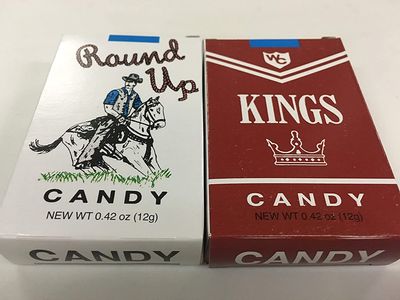 Round
Up
CANDY
NEW WT 0.42 oz (12g)
CANDY
WC
KINGS
CANDY
NEW WT 0.42 oz (12g)
CANDY